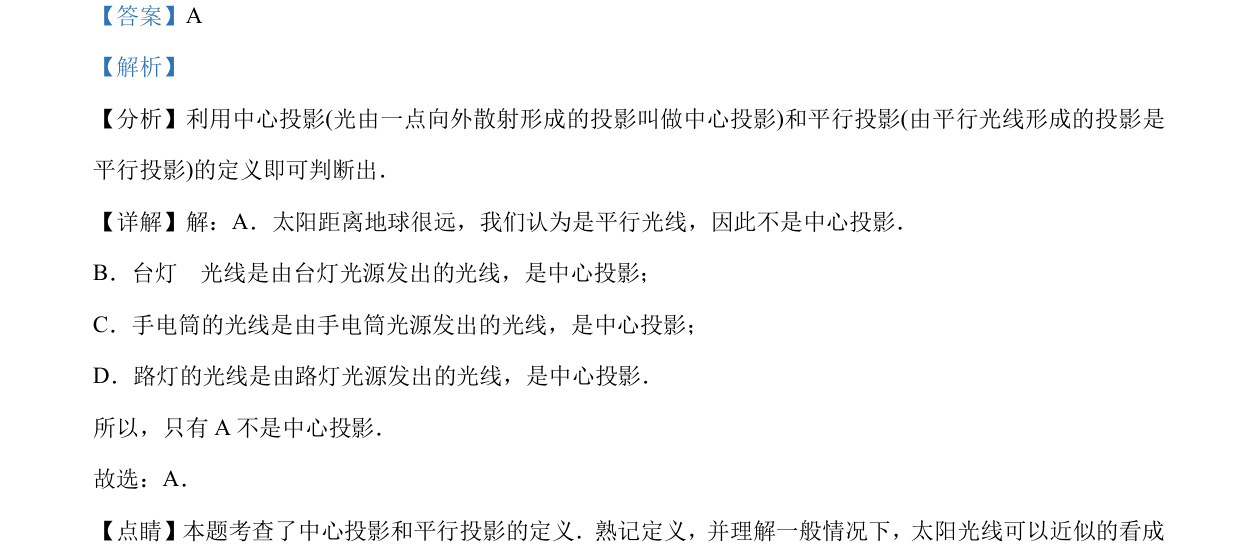 【答案】A
【解析】
【分析】利用中心投影(光由一点向外散射形成的投影叫做中心投影)和平行投影(由平行光线形成的投影是
平行投影)的定义即可判断出．
【详解】解：A．太阳距离地球很远，我们认为是平行光线，因此不是中心投影．
B．台灯　光线是由台灯光源发出的光线，是中心投影；
C．手电筒的光线是由手电筒光源发出的光线，是中心投影；
D．路灯的光线是由路灯光源发出的光线，是中心投影．
所以，只有 A 不是中心投影．
故选：A．
【点睛】本题考查了中心投影和平行投影的定义．熟记定义，并理解一般情况下，太阳光线可以近似的看成